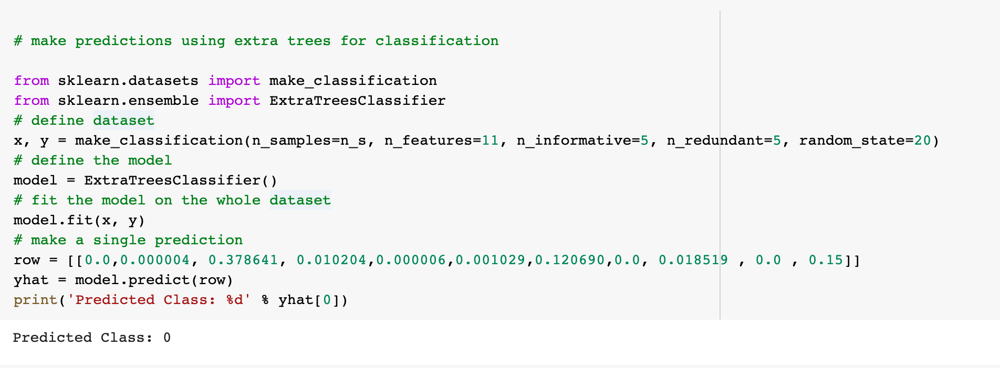 # make predictions using extra trees for classification
from sklearn.datasets import make_classification
from sklearn.ensemble import ExtraTreesClassifier
# define dataset
x, y = make_classification(n_samples=n_s, n_features=11, n_informative=5, n_redundant=5, random_state=20)
# define the model
model = ExtraTreesClassifier()
# fit the model on the whole dataset
model.fit(x, y)
# make a single prediction
row = [[0.0,0.000004, 0.378641, 0.010204,0.000006,0.001029,0.120690,0.0, 0.018519 , 0.0 , 0.15]]
yhat = model.predict(row)
print('Predicted Class: %d' % yhat[0])
Predicted Class: 0